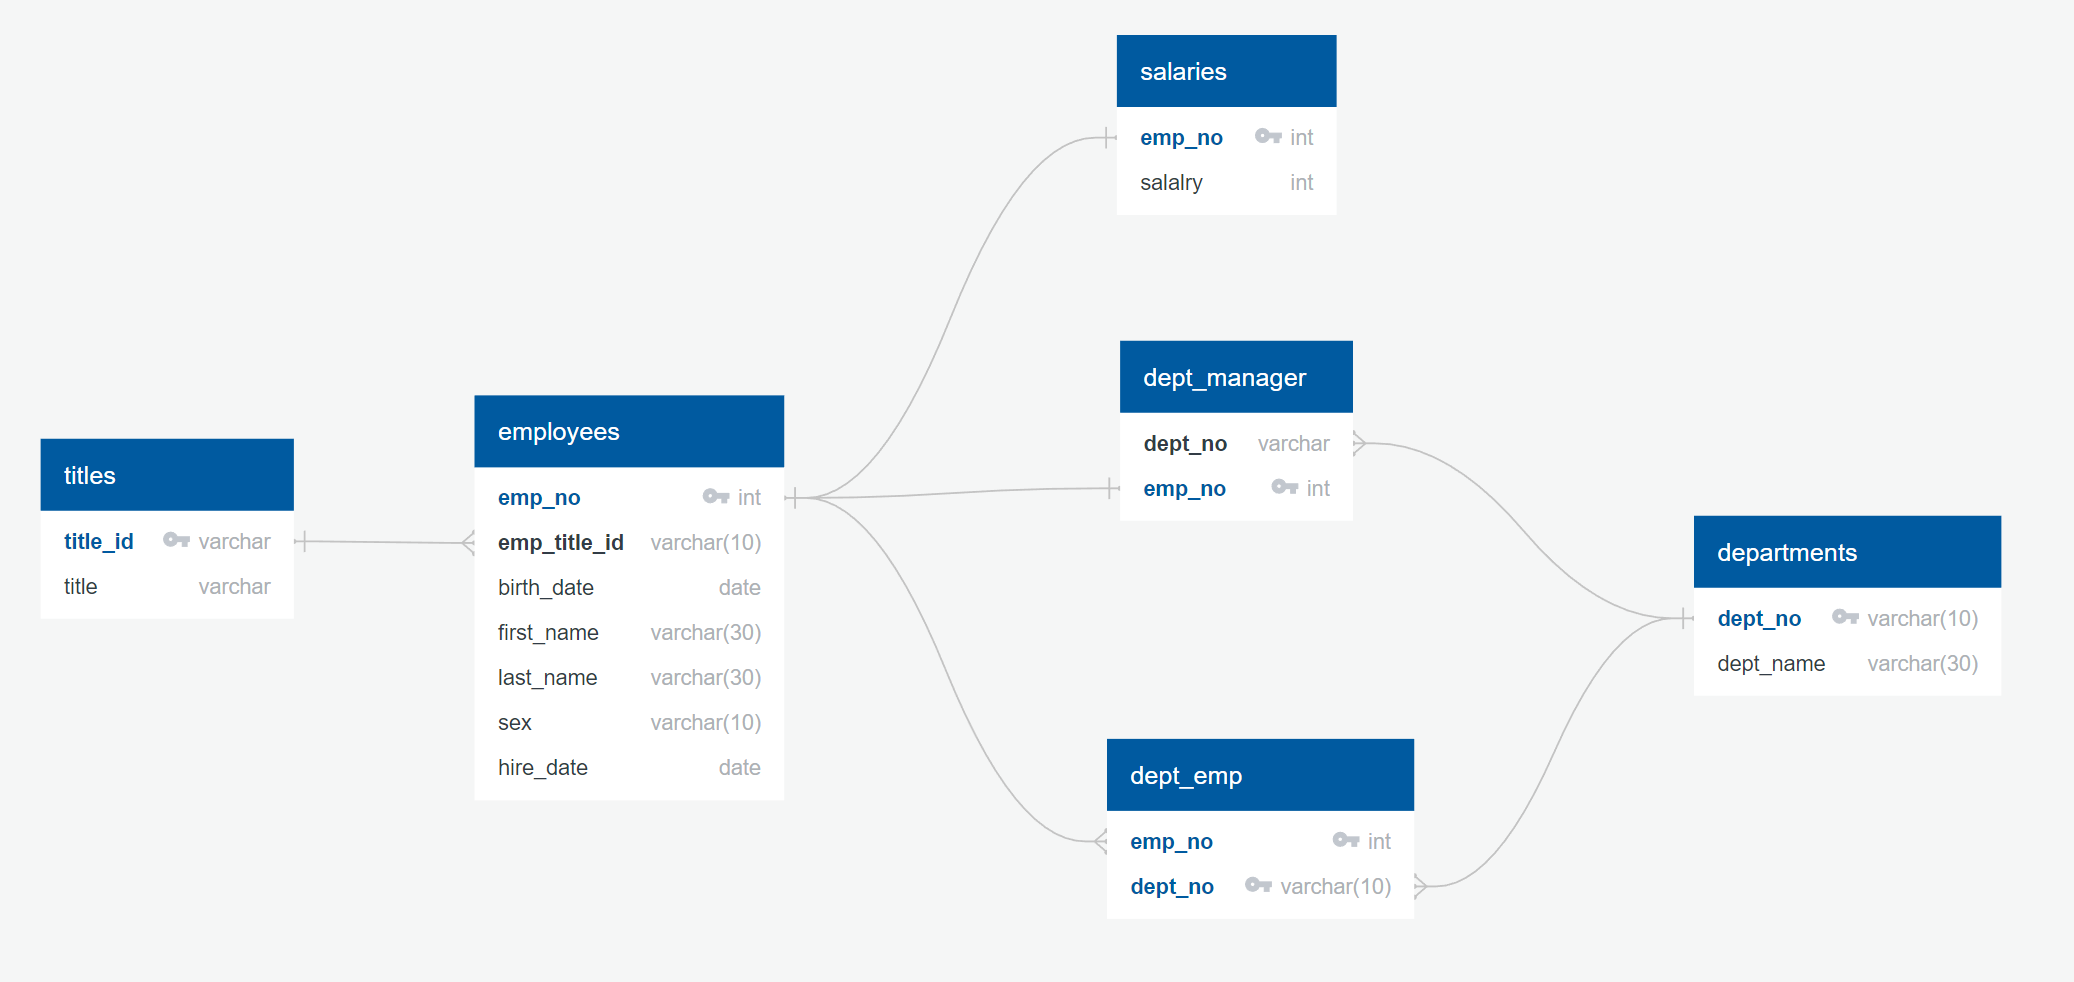 titles
title_id varchar
title varchar
employees
emp_no int
emp_title_id varchar(10)
birth_date date
first_name varchar(30)
last_name varchar(30)
sex varchar(10)
hire_date date
salaries
emp_no int
salalry int
dept_manager
dept_no varchar
emp_no int
dept_emp
emp_no int
dept_no varchar(10)
departments
dept_no varchar(10)
dept_name varchar(30)